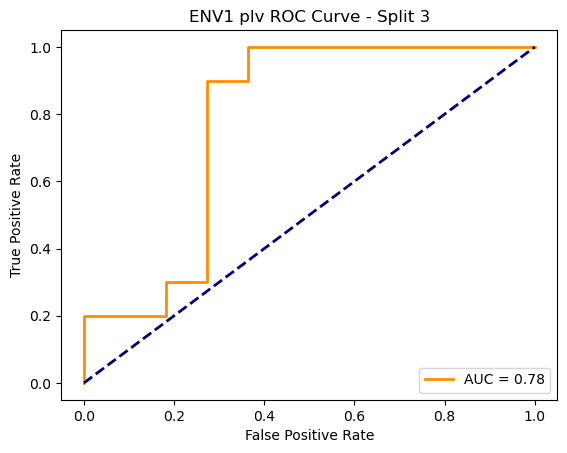 ENV1 plv ROC Curve - Split 3
True Positive Rate
1.0
0.8
0.6
0.4
0.2
0.0
AUC = 0.78
0.0 0.2 0.4 0.6 0.8 1.0
False Positive Rate